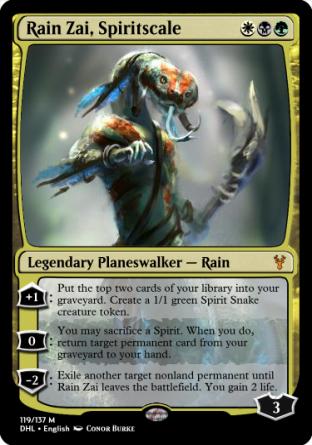 Rain Zai, Spiritscale
Legendary Planeswalker — Rain
+1: Put the top two cards of your library into your
graveyard. Create a 1/1 green Spirit Snake
creature token.
0: You may sacrifice a Spirit. When you do,
return target permanent card from your
graveyard to your hand.
-2: Exile another target nonland permanent until
Rain Zai leaves the battlefield. You gain 2 life.
3
119/137 M
DHL • English CONOR BURKE